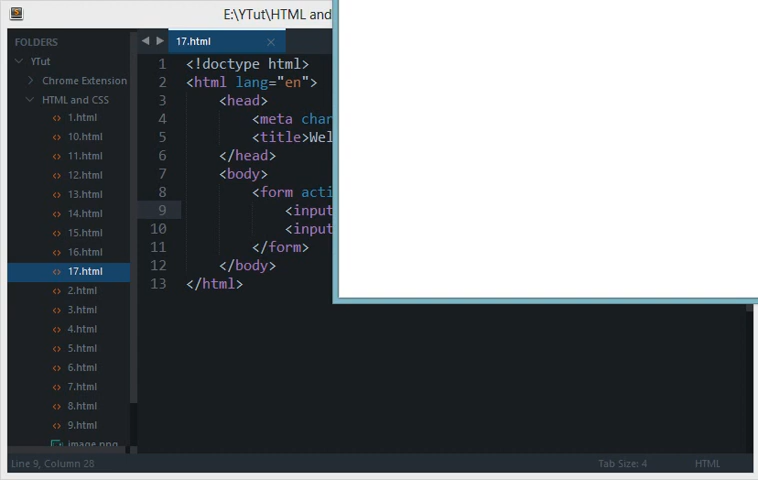 E:\YTut\HTML and
FOLDERS
YTut
Chrome Extension
HTML and CSS
1.html
10.html
11.html
12.html
13.html
14.html
15.html
16.html
17.html
2.html
3.html
4.html
5.html
6.html
7.html
8.html
9.html
image.png
17.html
1 <!doctype html>
2 <html lang="en">
3 <head>
4 <meta char
5 <title>Wel
6 </head>
7 <body>
8 <form acti
9 <input
10 <input
11 </form>
12 </body>
13 </html>
Line 9, Column 28
Tab Size: 4
HTML